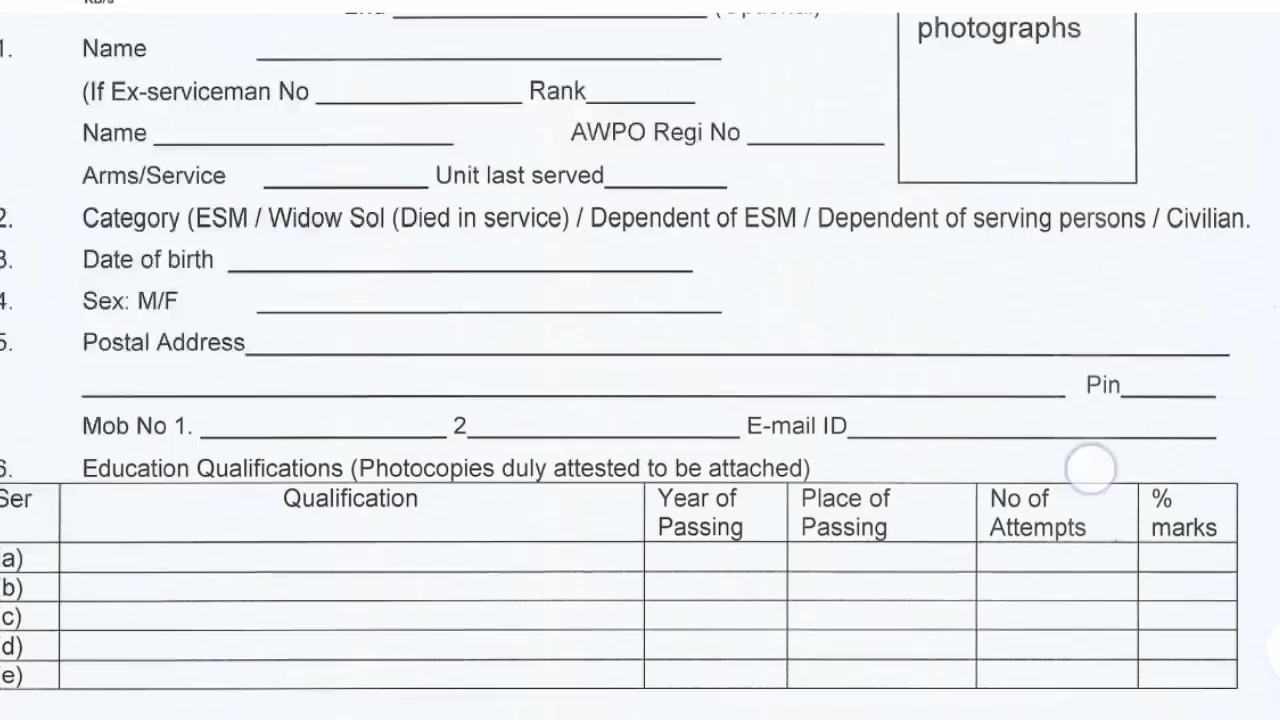 KB/s
2nd (Optional)
photographs
1. Name
(If Ex-serviceman No Rank
Name AWPO Regi No
Arms/Service Unit last served
2. Category (ESM / Widow Sol (Died in service) / Dependent of ESM / Dependent of serving persons / Civilian.
3. Date of birth
4. Sex: M/F
5. Postal Address
Pin
Mob No 1. 2 E-mail ID
6. Education Qualifications (Photocopies duly attested to be attached)
Ser Qualification Year of Passing Place of Passing No of Attempts % marks
a)
b)
c)
d)
e)